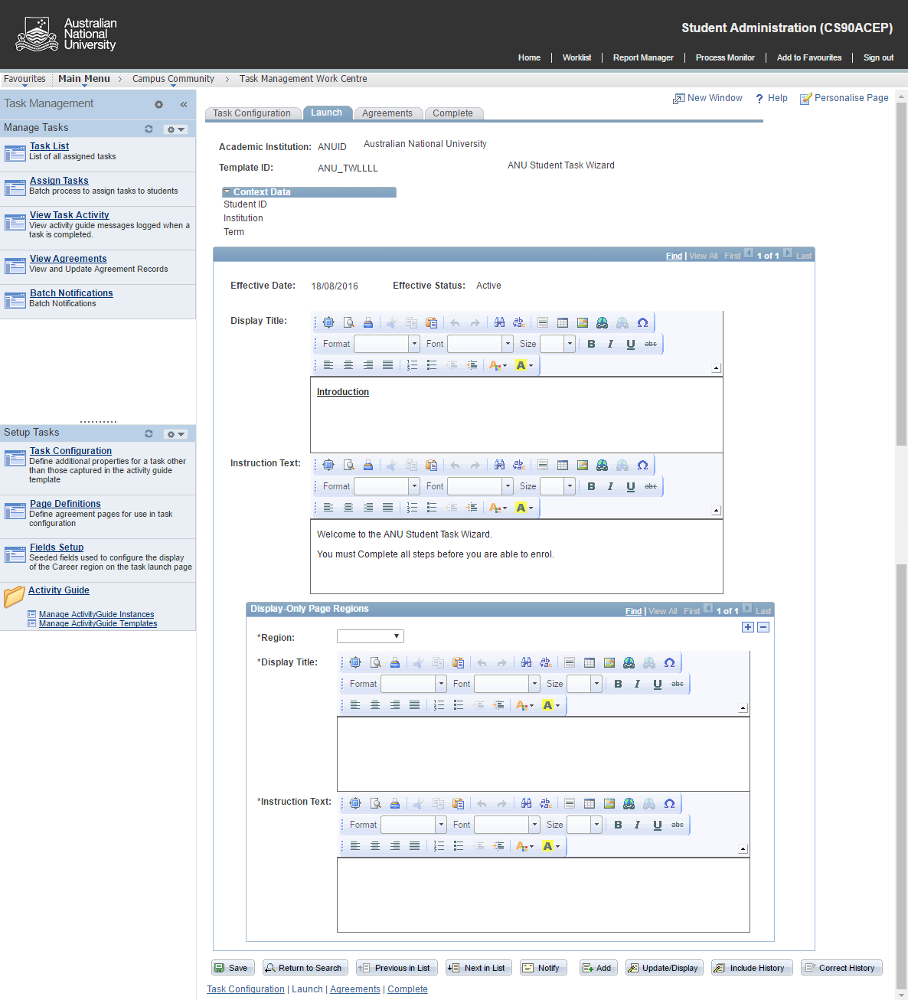 Australian
National
University
Student Administration (CS90ACEP)
Home | Worklist | Report Manager | Process Monitor | Add to Favourites | Sign out
Favourites Main Menu > Campus Community > Task Management Work Centre
Task Management «
Manage Tasks
Task List
List of all assigned tasks
Assign Tasks
Batch process to assign tasks to students
View Task Activity
View activity guide messages logged when a
task is completed.
View Agreements
View and Update Agreement Records
Batch Notifications
Batch Notifications
Setup Tasks
Task Configuration
Define additional properties for a task other
than those captured in the activity guide
template
Page Definitions
Define agreement pages for use in task
configuration
Fields Setup
Seeded fields used to configure the display
of the Career region on the task launch page
Activity Guide
Manage ActivityGuide Instances
Manage ActivityGuide Templates
New Window ? Help Personalise Page
Task Configuration Launch Agreements Complete
Academic Institution: ANUID Australian National University
Template ID: ANU_TWLLLL ANU Student Task Wizard
Context Data
Student ID
Institution
Term
Find | View All First 1 of 1 Last
Effective Date: 18/08/2016 Effective Status: Active
Display Title:
Format Font Size B I U abc
A A
Introduction
Instruction Text:
Format Font Size B I U abc
A A
Welcome to the ANU Student Task Wizard.
You must Complete all steps before you are able to enrol.
Display-Only Page Regions Find | View All First 1 of 1 Last
*Region:
*Display Title:
Format Font Size B I U abc
A A
*Instruction Text:
Format Font Size B I U abc
A A
Save Return to Search Previous in List Next in List Notify Add Update/Display Include History Correct History
Task Configuration | Launch | Agreements | Complete